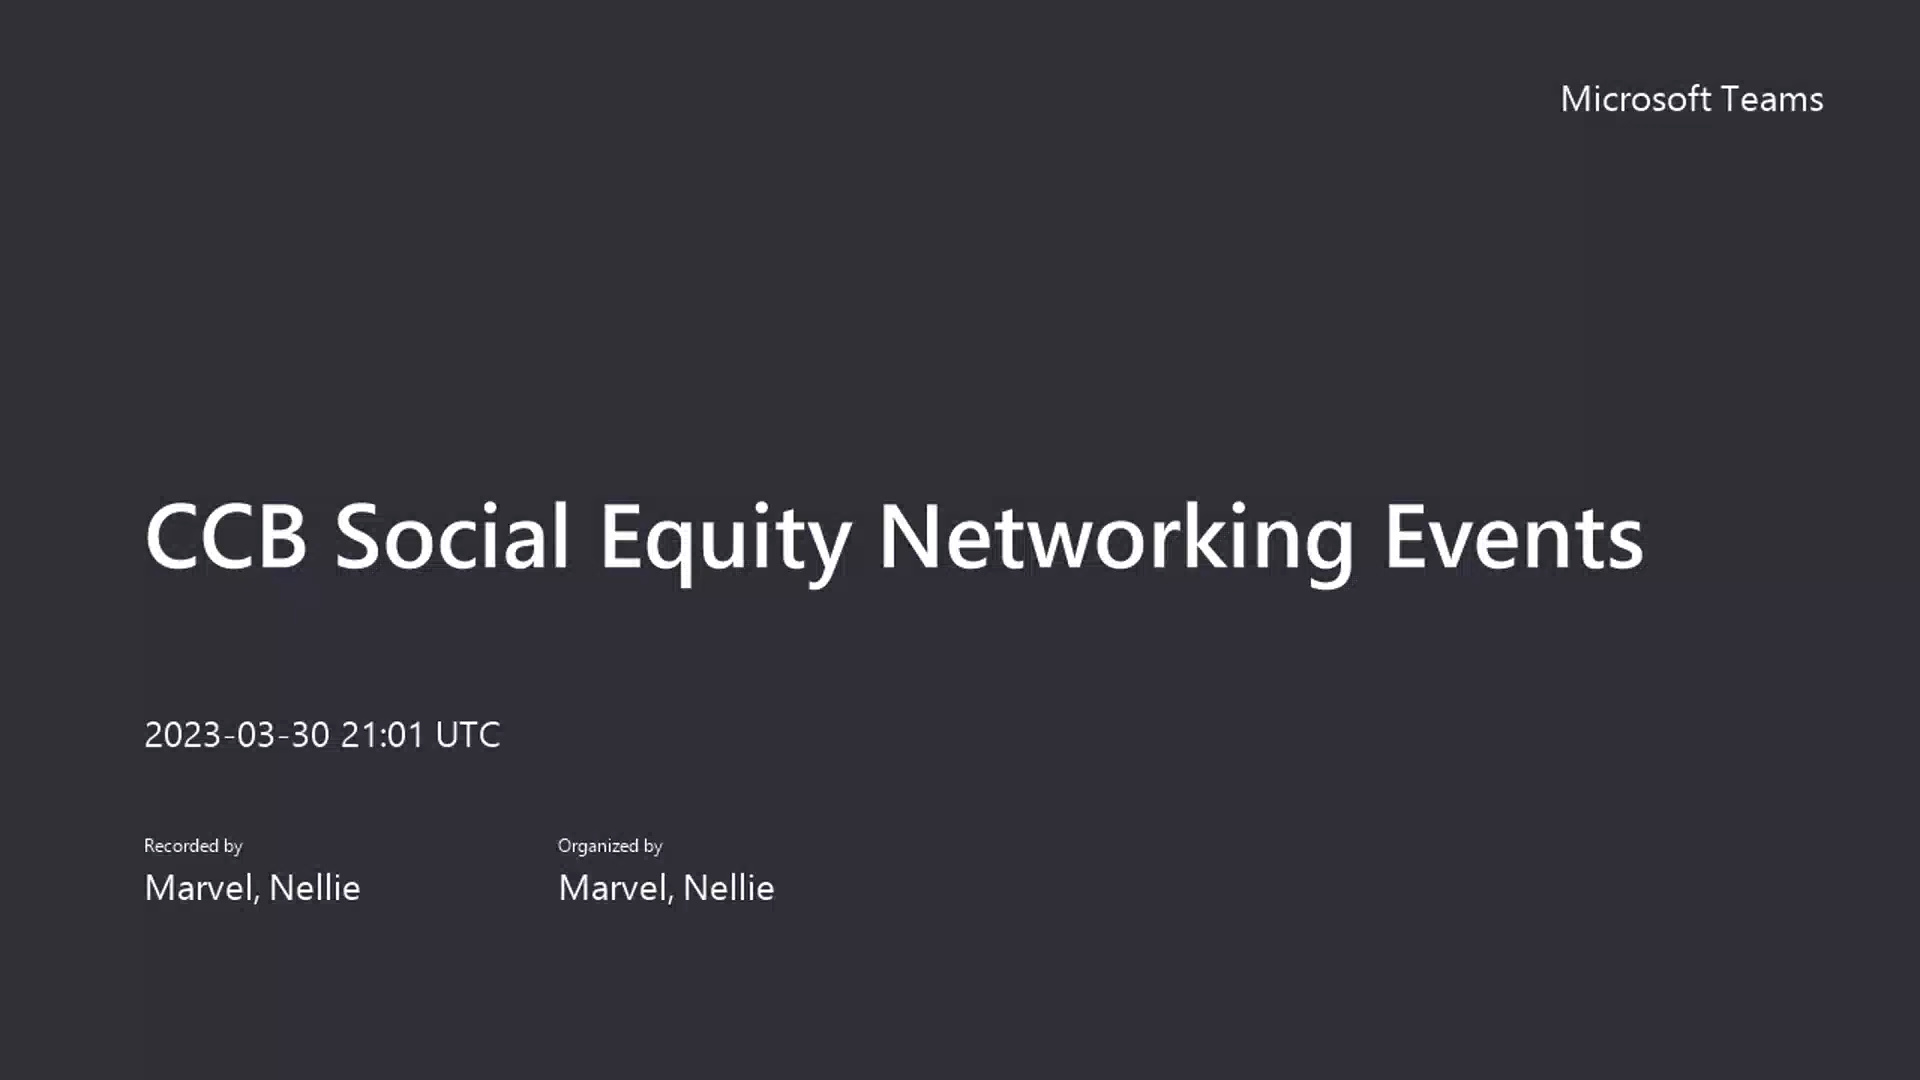 Microsoft Teams
CCB Social Equity Networking Events
2023-03-30 21:01 UTC
Recorded by
Marvel, Nellie
Organized by
Marvel, Nellie